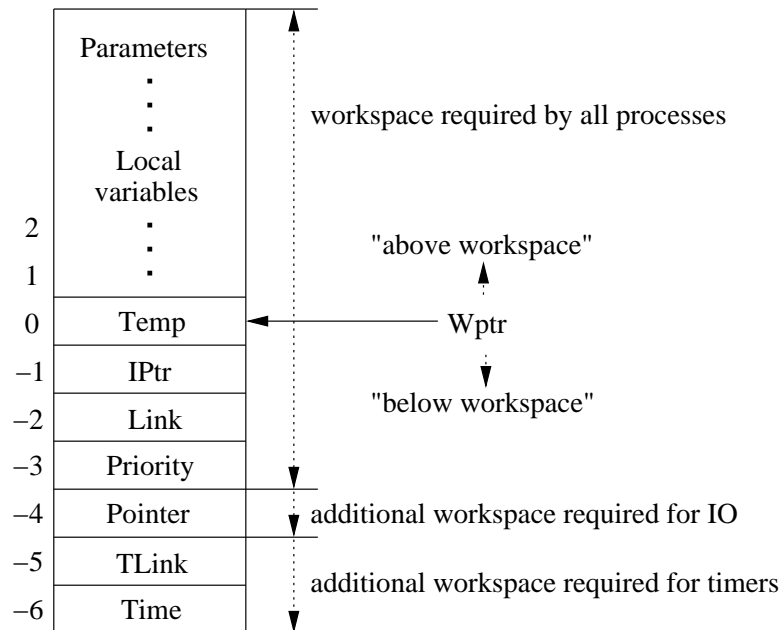 Parameters
workspace required by all processes
Local
variables
2
"above workspace"
1
0
Temp
Wptr
−1
IPtr
"below workspace"
−2
Link
−3
Priority
−4
Pointer
additional workspace required for IO
−5
TLink
additional workspace required for timers
−6
Time